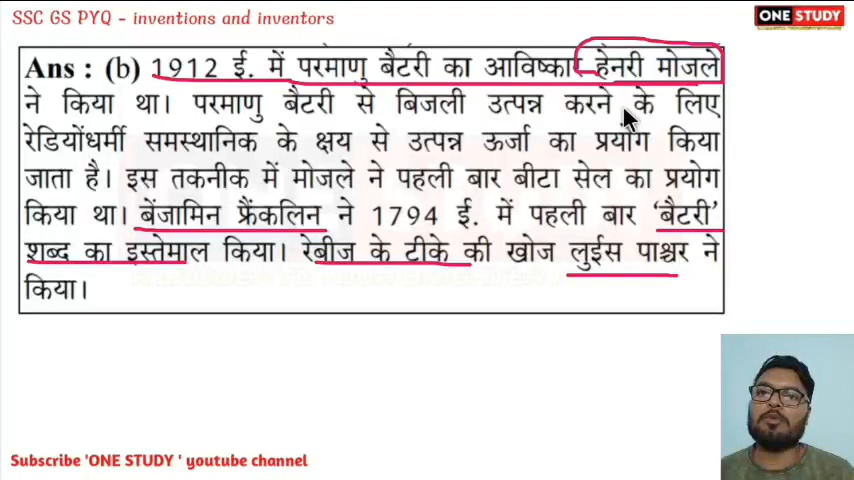 SSC GS PYQ - inventions and inventors
ONE STUDY
Ans : (b) 1912 ई. में परमाणु बैटरी का आविष्कार हेनरी मोजले
ने किया था। परमाणु बैटरी से बिजली उत्पन्न करने के लिए
रेडियोंधर्मी समस्थानिक के क्षय से उत्पन्न ऊर्जा का प्रयोग किया
जाता है। इस तकनीक में मोजले ने पहली बार बीटा सेल का प्रयोग
किया था। बेंजामिन फ्रैंकलिन ने 1794 ई. में पहली बार ‘बैटरी’
शब्द का इस्तेमाल किया। रेबीज के टीके की खोज लुईस पाश्चर ने
किया।
Subscribe 'ONE STUDY ' youtube channel